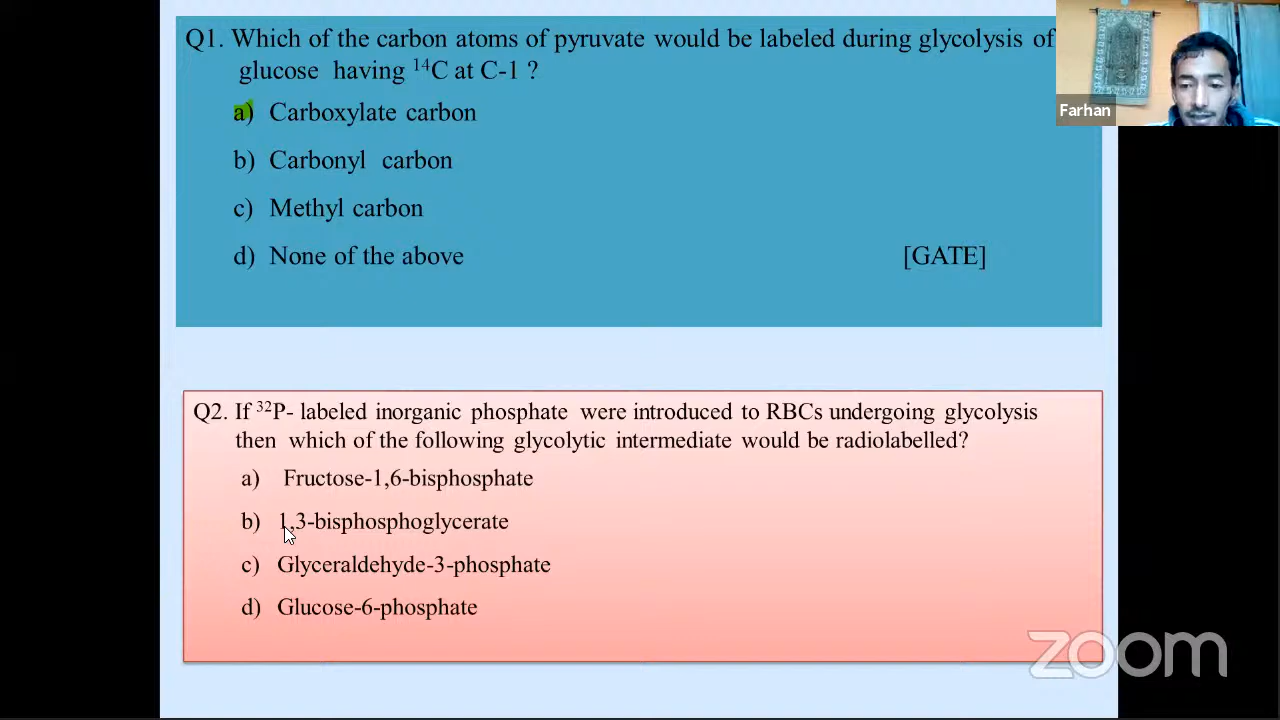 Q1. Which of the carbon atoms of pyruvate would be labeled during glycolysis of
glucose having ¹⁴C at C-1 ?
a) Carboxylate carbon
b) Carbonyl carbon
c) Methyl carbon
d) None of the above [GATE]
Farhan
Q2. If ³²P- labeled inorganic phosphate were introduced to RBCs undergoing glycolysis
then which of the following glycolytic intermediate would be radiolabelled?
a) Fructose-1,6-bisphosphate
b) 1,3-bisphosphoglycerate
c) Glyceraldehyde-3-phosphate
d) Glucose-6-phosphate
zoom